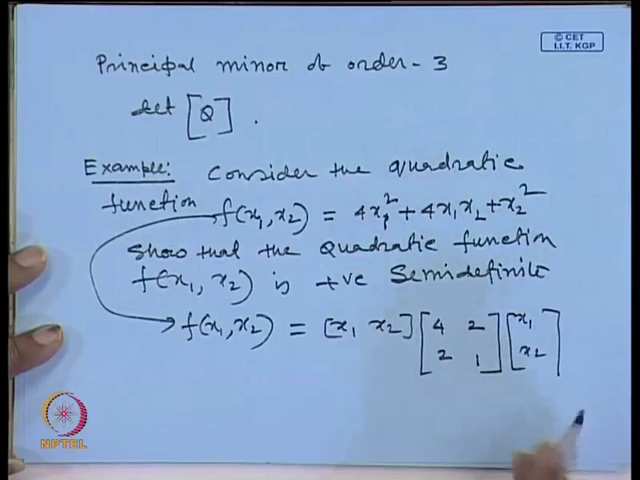 © CET
I.I.T. KGP
Principal minor of order - 3
det [Q].
Example: Consider the quadratic
function f(x₁, x₂) = 4x₁² + 4x₁x₂ + x₂²
Show that the Quadratic function
f(x₁, x₂) is +ve Semidefinite
f(x₁, x₂) = [x₁ x₂] [4 2; 2 1] [x₁; x₂]
NPTEL